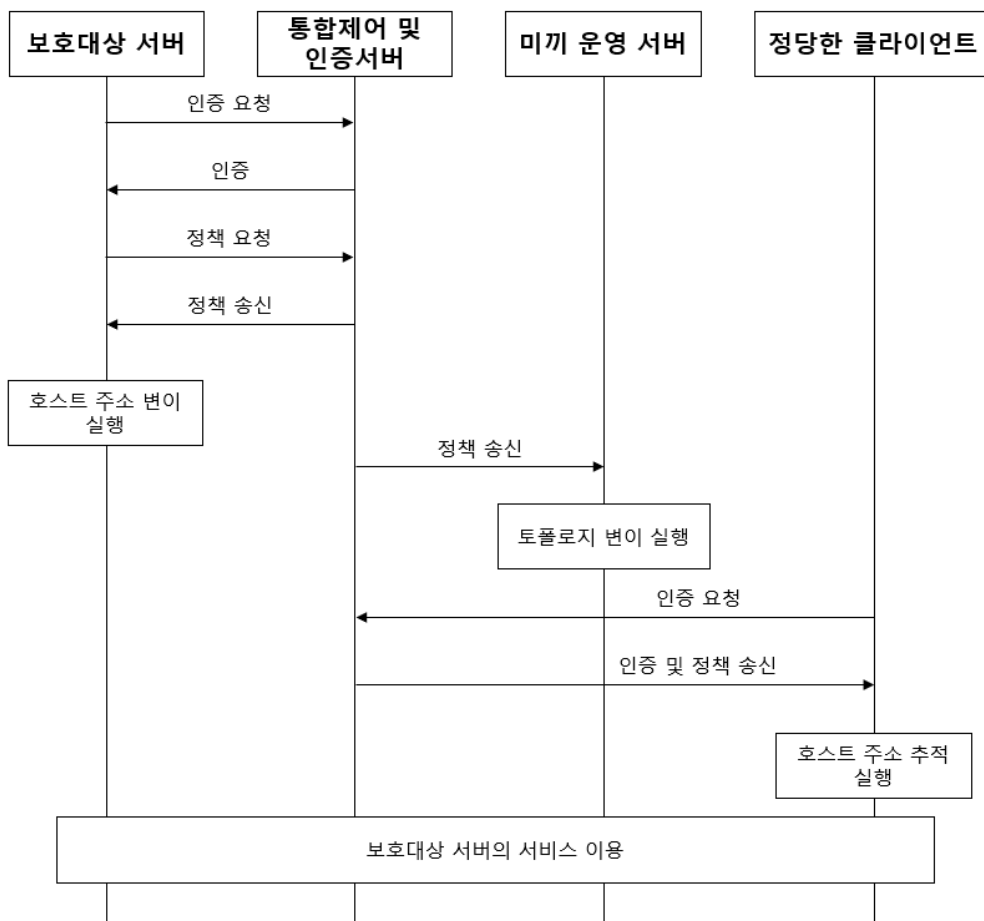 보호대상 서버
통합제어 및
인증서버
미끼 운영 서버
정당한 클라이언트
인증 요청
인증
정책 요청
정책 송신
호스트 주소 변이
실행
정책 송신
토폴로지 변이 실행
인증 요청
인증 및 정책 송신
호스트 주소 추적
실행
보호대상 서버의 서비스 이용